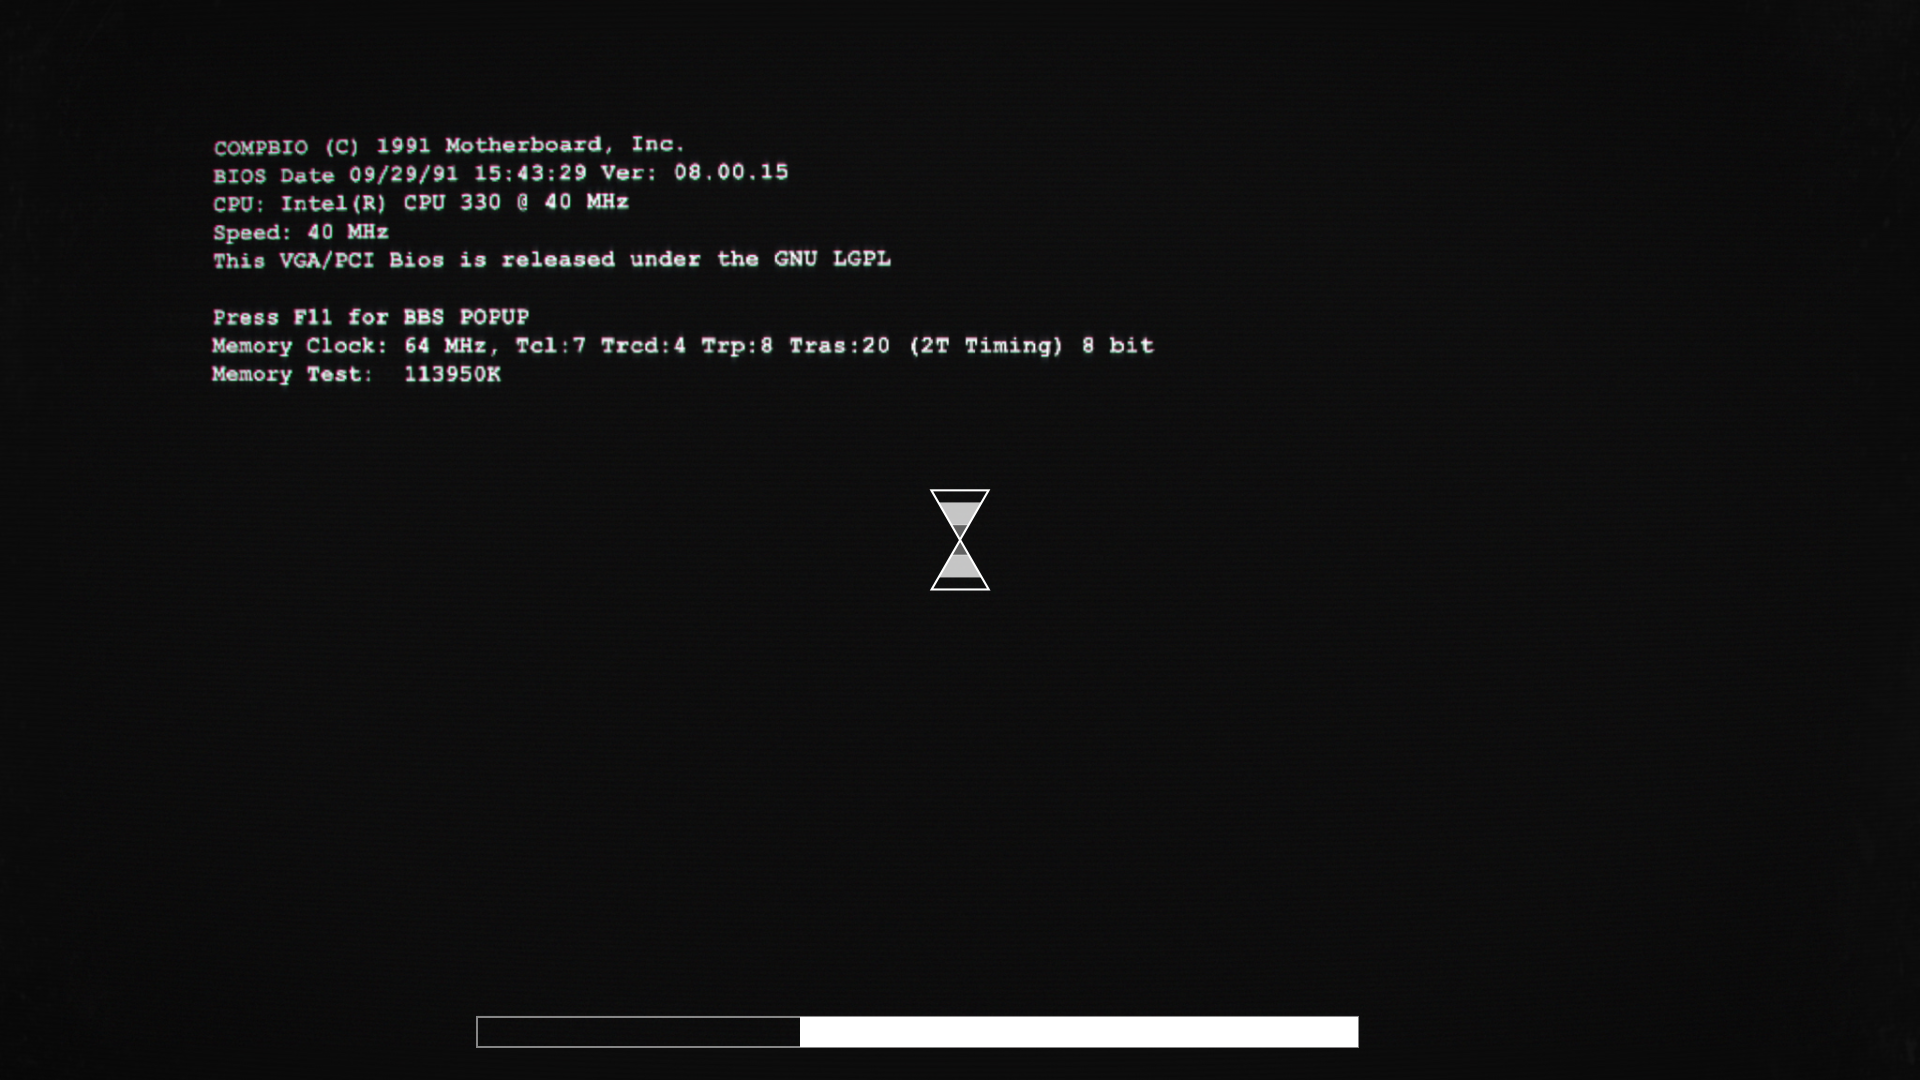 COMPBIO (C) 1991 Motherboard, Inc.
BIOS Date 09/29/91 15:43:29 Ver: 08.00.15
CPU: Intel(R) CPU 330 @ 40 MHz
Speed: 40 MHz
This VGA/PCI Bios is released under the GNU LGPL
Press F11 for BBS POPUP
Memory Clock: 64 MHz, Tcl:7 Trcd:4 Trp:8 Tras:20 (2T Timing) 8 bit
Memory Test: 113950K